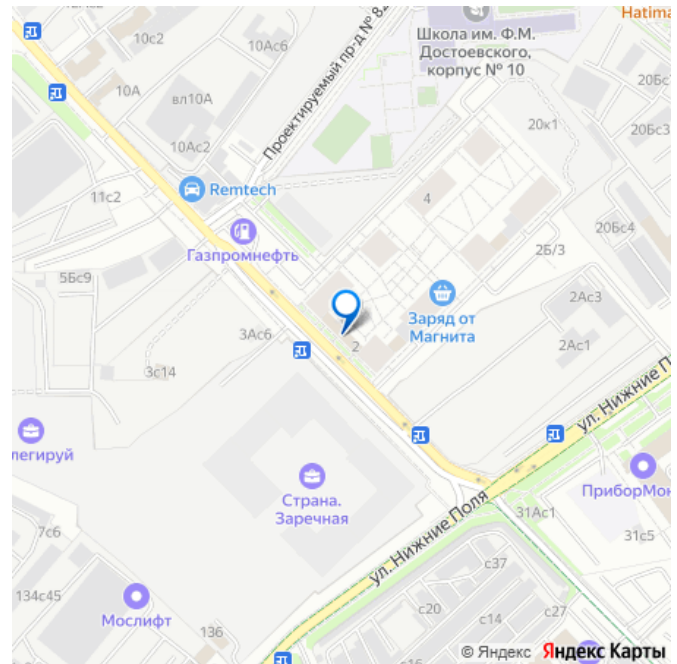 Hatima
10с2
10Ас6
Школа им. Ф.М.
Достоевского,
корпус № 10
Проектируемый пр-д № 82
10А
вл10А
20Бс3
20к1
10Ас2
11с2
Remtech
4
20Бс4
Газпромнефть
2Б/3
5Бс9
2Ас3
Заряд от
Магнита
3Ас6
2
2Ас1
3с14
ул. Нижние П
легируй
Страна.
Заречная
ПриборМон
31Ас1
ул. Нижние Поля
31с5
7с6
с37
134с45
с20
с27
с14
Мослифт
136
с16
© Яндекс Яндекс Карты